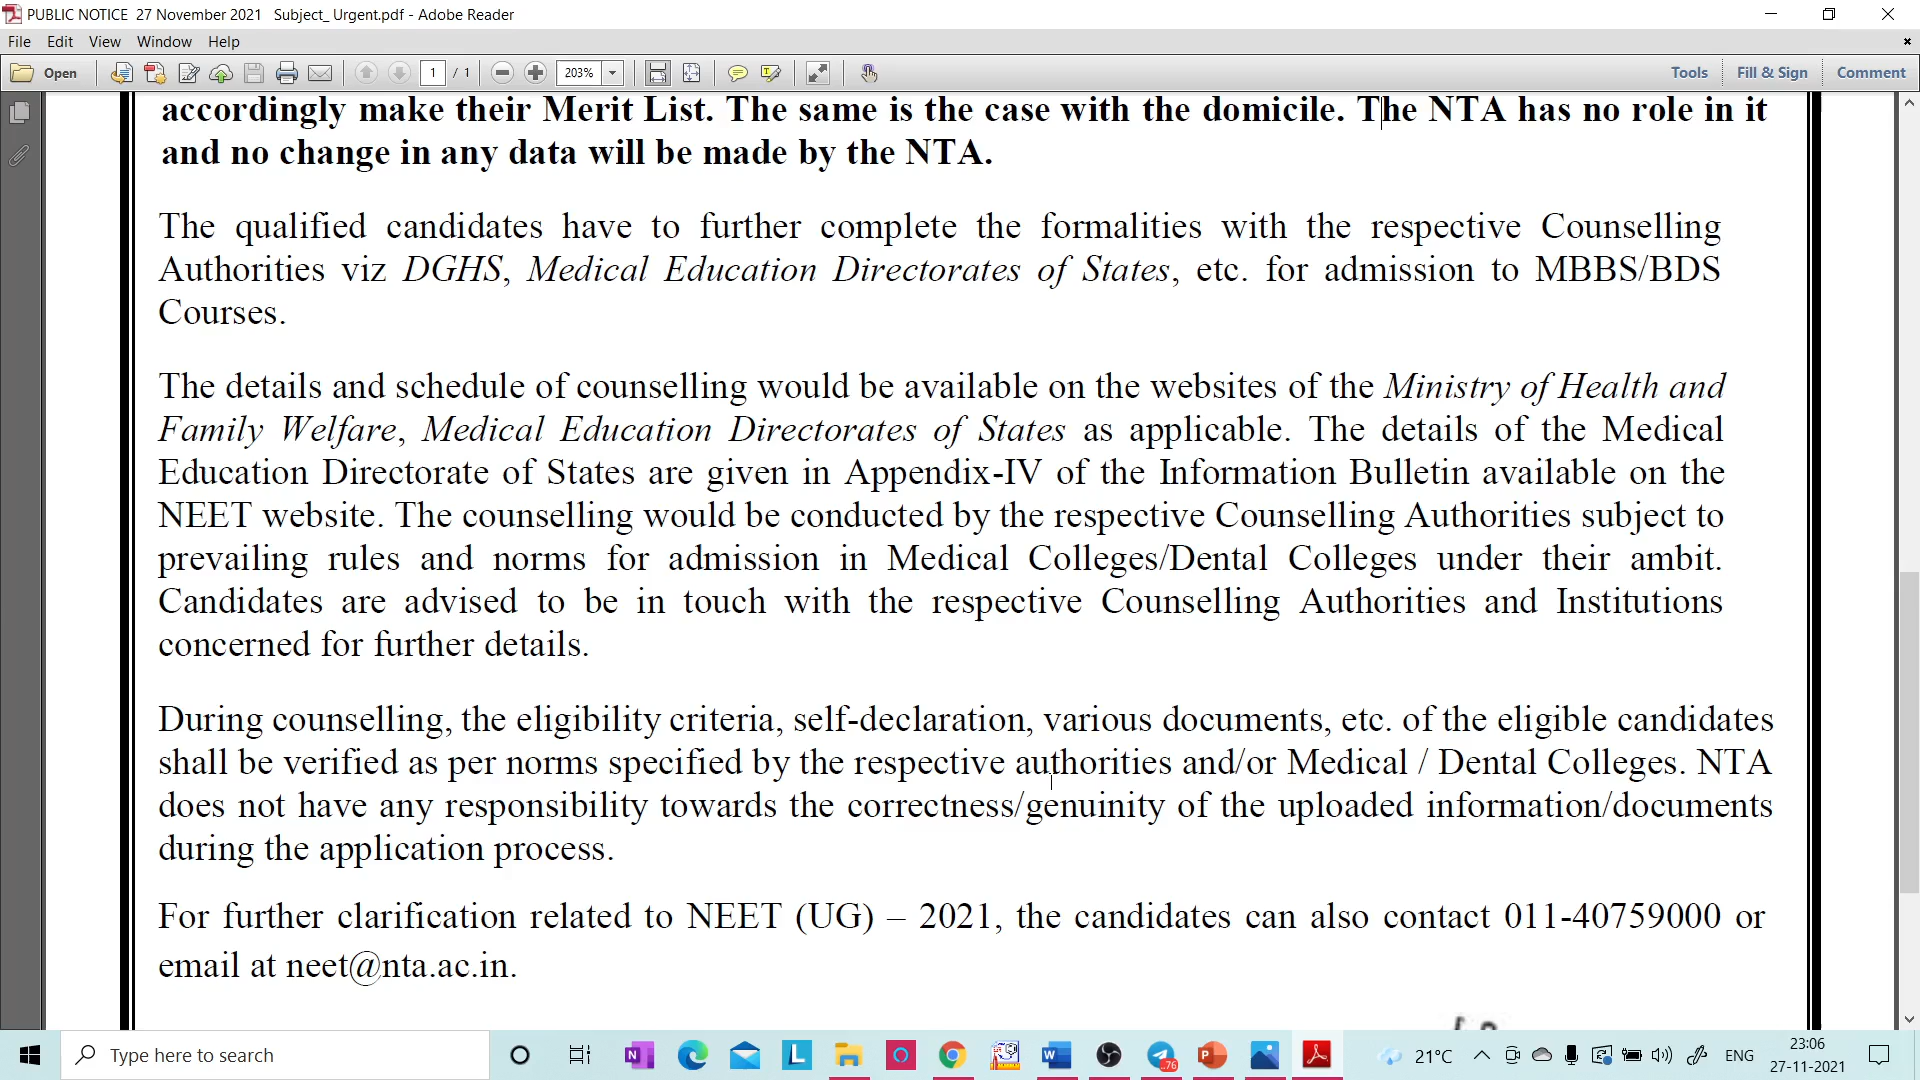 PUBLIC NOTICE 27 November 2021 Subject_ Urgent.pdf - Adobe Reader
File Edit View Window Help
Open 1 / 1 203% Tools Fill & Sign Comment
accordingly make their Merit List. The same is the case with the domicile. The NTA has no role in it
and no change in any data will be made by the NTA.
The qualified candidates have to further complete the formalities with the respective Counselling
Authorities viz DGHS, Medical Education Directorates of States, etc. for admission to MBBS/BDS
Courses.
The details and schedule of counselling would be available on the websites of the Ministry of Health and
Family Welfare, Medical Education Directorates of States as applicable. The details of the Medical
Education Directorate of States are given in Appendix-IV of the Information Bulletin available on the
NEET website. The counselling would be conducted by the respective Counselling Authorities subject to
prevailing rules and norms for admission in Medical Colleges/Dental Colleges under their ambit.
Candidates are advised to be in touch with the respective Counselling Authorities and Institutions
concerned for further details.
During counselling, the eligibility criteria, self-declaration, various documents, etc. of the eligible candidates
shall be verified as per norms specified by the respective authorities and/or Medical / Dental Colleges. NTA
does not have any responsibility towards the correctness/genuinity of the uploaded information/documents
during the application process.
For further clarification related to NEET (UG) – 2021, the candidates can also contact 011-40759000 or
email at neet@nta.ac.in.
Type here to search
21°C ENG
23:06
27-11-2021